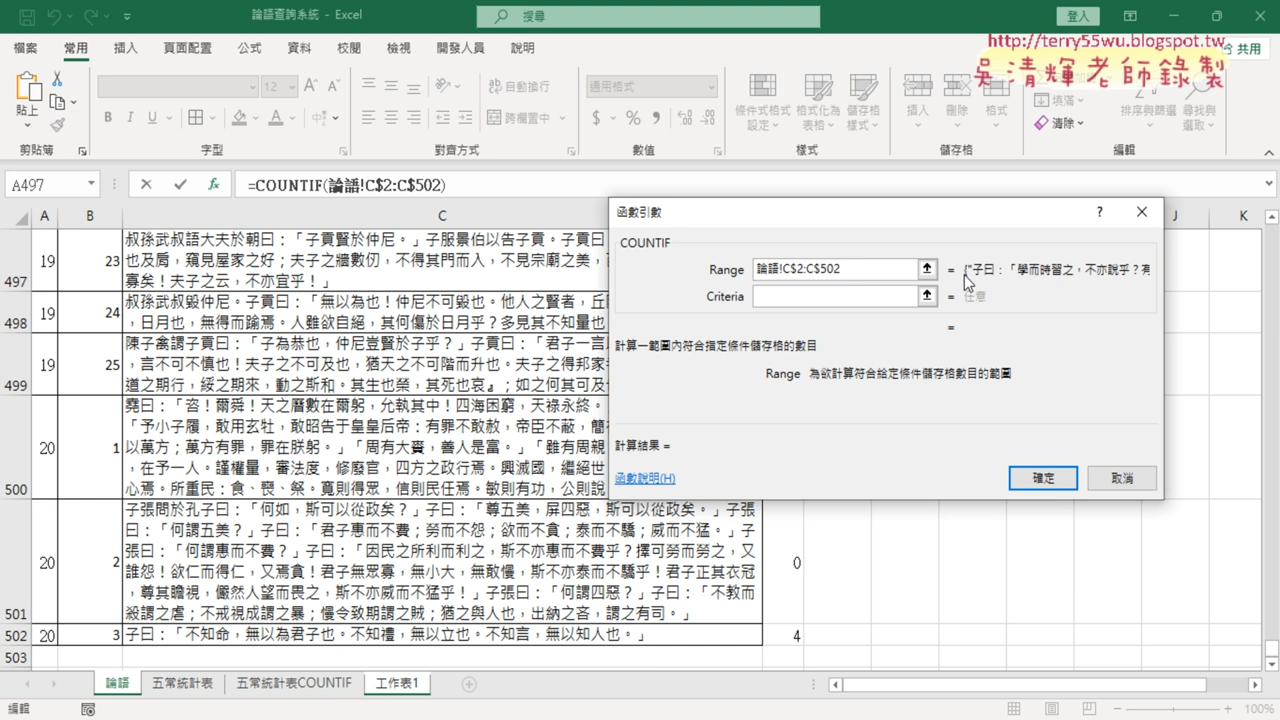 論語查詢系統 - Excel
搜尋
登入
http://terry55wu.blogspot.tw
吳清輝老師錄製
檔案 常用 插入 頁面配置 公式 資料 校閱 檢視 開發人員 說明 共用
貼上 12 自動換行 通用格式 條件式格式設定 格式化為表格 儲存格樣式 插入 刪除 格式 填滿 清除 排序與篩選 尋找與選取
跨欄置中
剪貼簿 字型 對齊方式 數值 樣式 儲存格 編輯
A497 =COUNTIF(論語!C$2:C$502)
A B C J K
497 19 23 叔孫武叔語大夫於朝曰：「子貢賢於仲尼。」子服景伯以告子貢。子貢曰
也及肩，窺見屋家之好；夫子之牆數仞，不得其門而入，不見宗廟之美，百
寡矣！夫子之云，不亦宜乎！
498 19 24 叔孫武叔毀仲尼。子貢曰：「無以為也！仲尼不可毀也。他人之賢者，丘陵
，日月也，無得而踰焉。人雖欲自絕，其何傷於日月乎？多見其不知量也
499 19 25 陳子禽謂子貢曰：「子為恭也，仲尼豈賢於子乎？」子貢曰：「君子一言以
，言不可不慎也！夫子之不可及也，猶天之不可階而升也。夫子之得邦家者
道之期行，綏之期來，動之斯和。其生也榮，其死也哀』；如之何其可及
500 20 1 堯曰：「咨！爾舜！天之曆數在爾躬，允執其中！四海困窮，天祿永終。
「予小子履，敢用玄牡，敢昭告于皇皇后帝：有罪不敢赦，帝臣不蔽，簡在
以萬方；萬方有罪，罪在朕躬。」「周有大賚，善人是富。」「雖有周親
，在予一人。謹權量，審法度，修廢官，四方之政行焉。興滅國，繼絕世
心焉。所重民：食、喪、祭。寬則得眾，信則民任焉。敏則有功，公則說
501 20 2 子張問於孔子曰：「何如，斯可以從政矣？」子曰：「尊五美，屏四惡，斯可以從政矣。」子張
曰：「何謂五美？」子曰：「君子惠而不費；勞而不怨；欲而不貪；泰而不驕；威而不猛。」子
張曰：「何謂惠而不費？」子曰：「因民之所利而利之，斯不亦惠而不費乎？擇可勞而勞之，又
誰怨！欲仁而得仁，又焉貪！君子無眾寡，無小大，無敢慢，斯不亦泰而不驕乎！君子正其衣冠
，尊其瞻視，儼然人望而畏之，斯不亦威而不猛乎！」子張曰：「何謂四惡？」子曰：「不教而
殺謂之虐；不戒視成謂之暴；慢令致期謂之賊；猶之與人也，出納之吝，謂之有司。」 0
502 20 3 子曰：「不知命，無以為君子也。不知禮，無以立也。不知言，無以知人也。」 4
503
函數引數 ? ×
COUNTIF
Range 論語!C$2:C$502 = {"子曰：「學而時習之，不亦說乎？有
Criteria = 任意
=
計算一範圍內符合指定條件儲存格的數目
Range 為欲計算符合給定條件儲存格數目的範圍
計算結果 =
函數說明(H) 確定 取消
論語 五常統計表 五常統計表COUNTIF 工作表1
編輯 100%